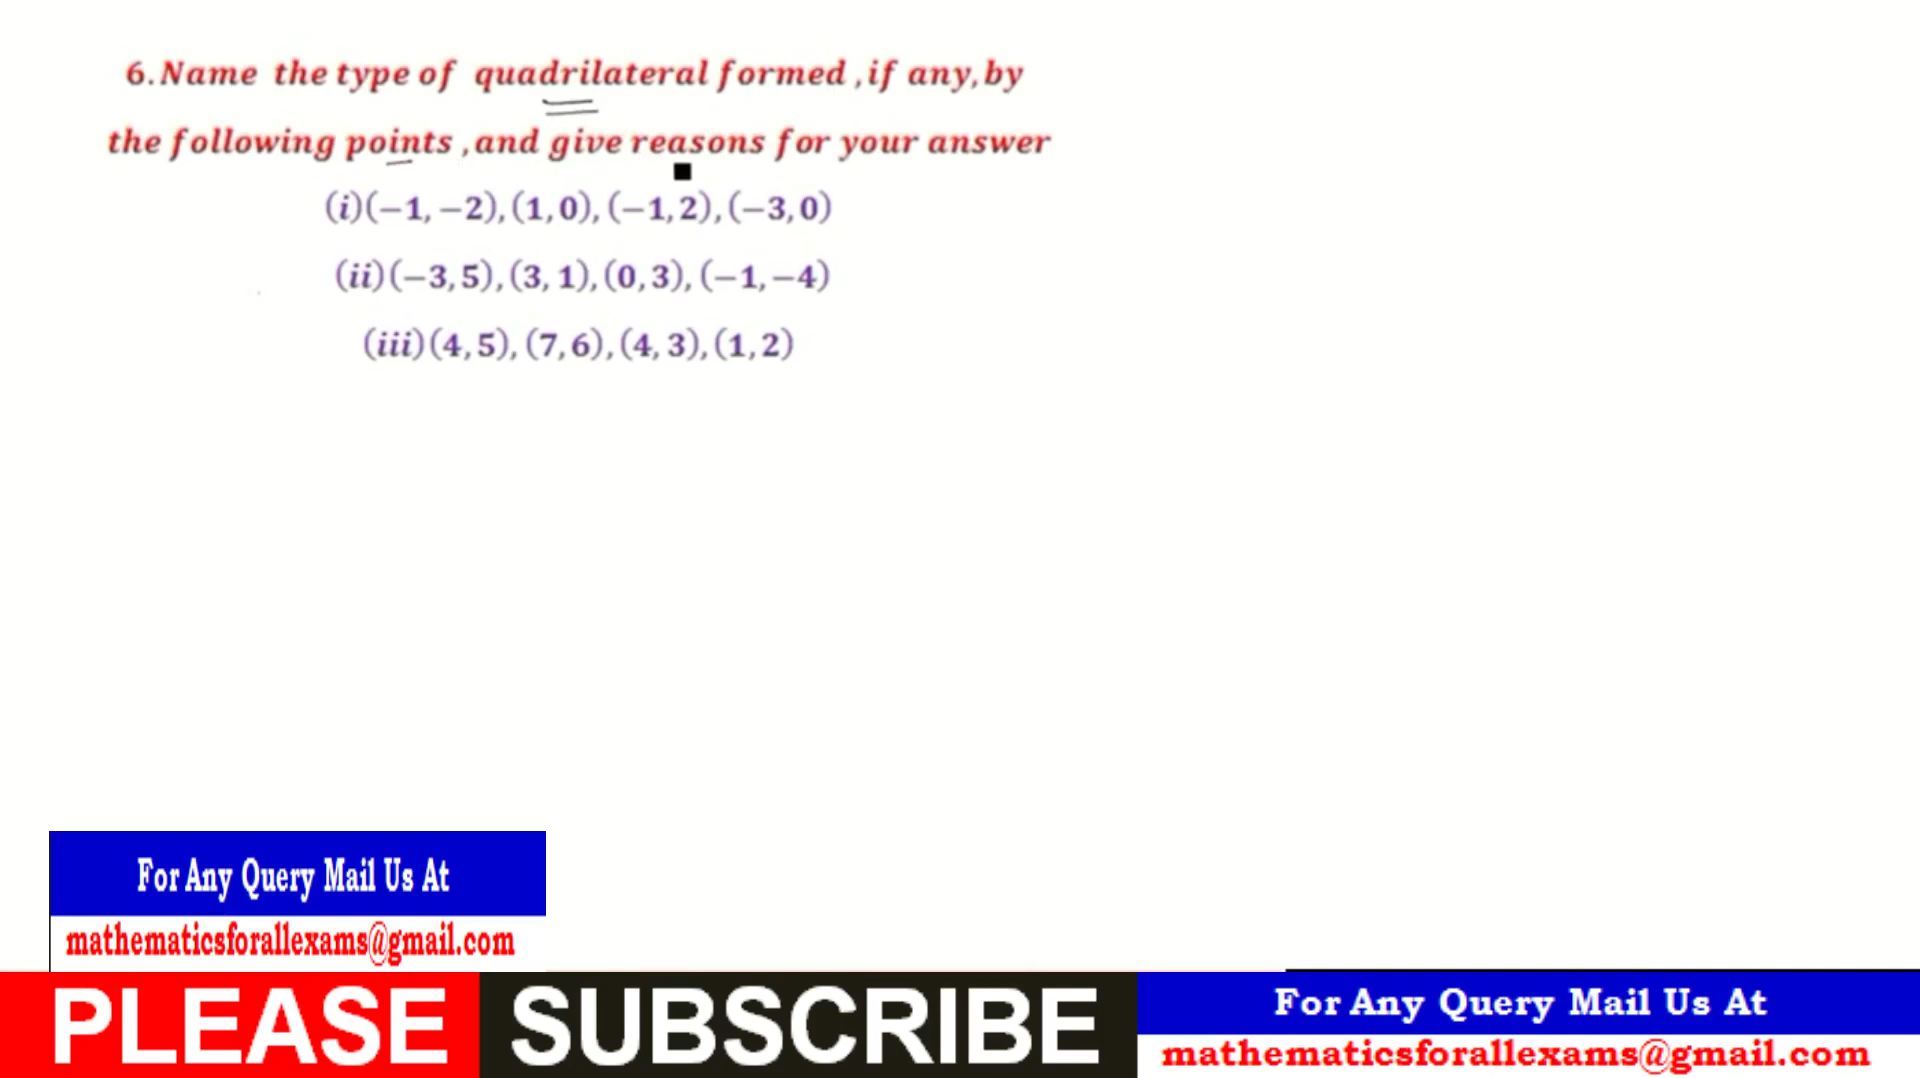 6.Name the type of quadrilateral formed ,if any,by
the following points ,and give reasons for your answer
(i)(−1, −2), (1, 0), (−1, 2), (−3, 0)
(ii)(−3, 5), (3, 1), (0, 3), (−1, −4)
(iii)(4, 5), (7, 6), (4, 3), (1, 2)
For Any Query Mail Us At
mathematicsforallexams@gmail.com
PLEASE SUBSCRIBE
For Any Query Mail Us At
mathematicsforallexams@gmail.com